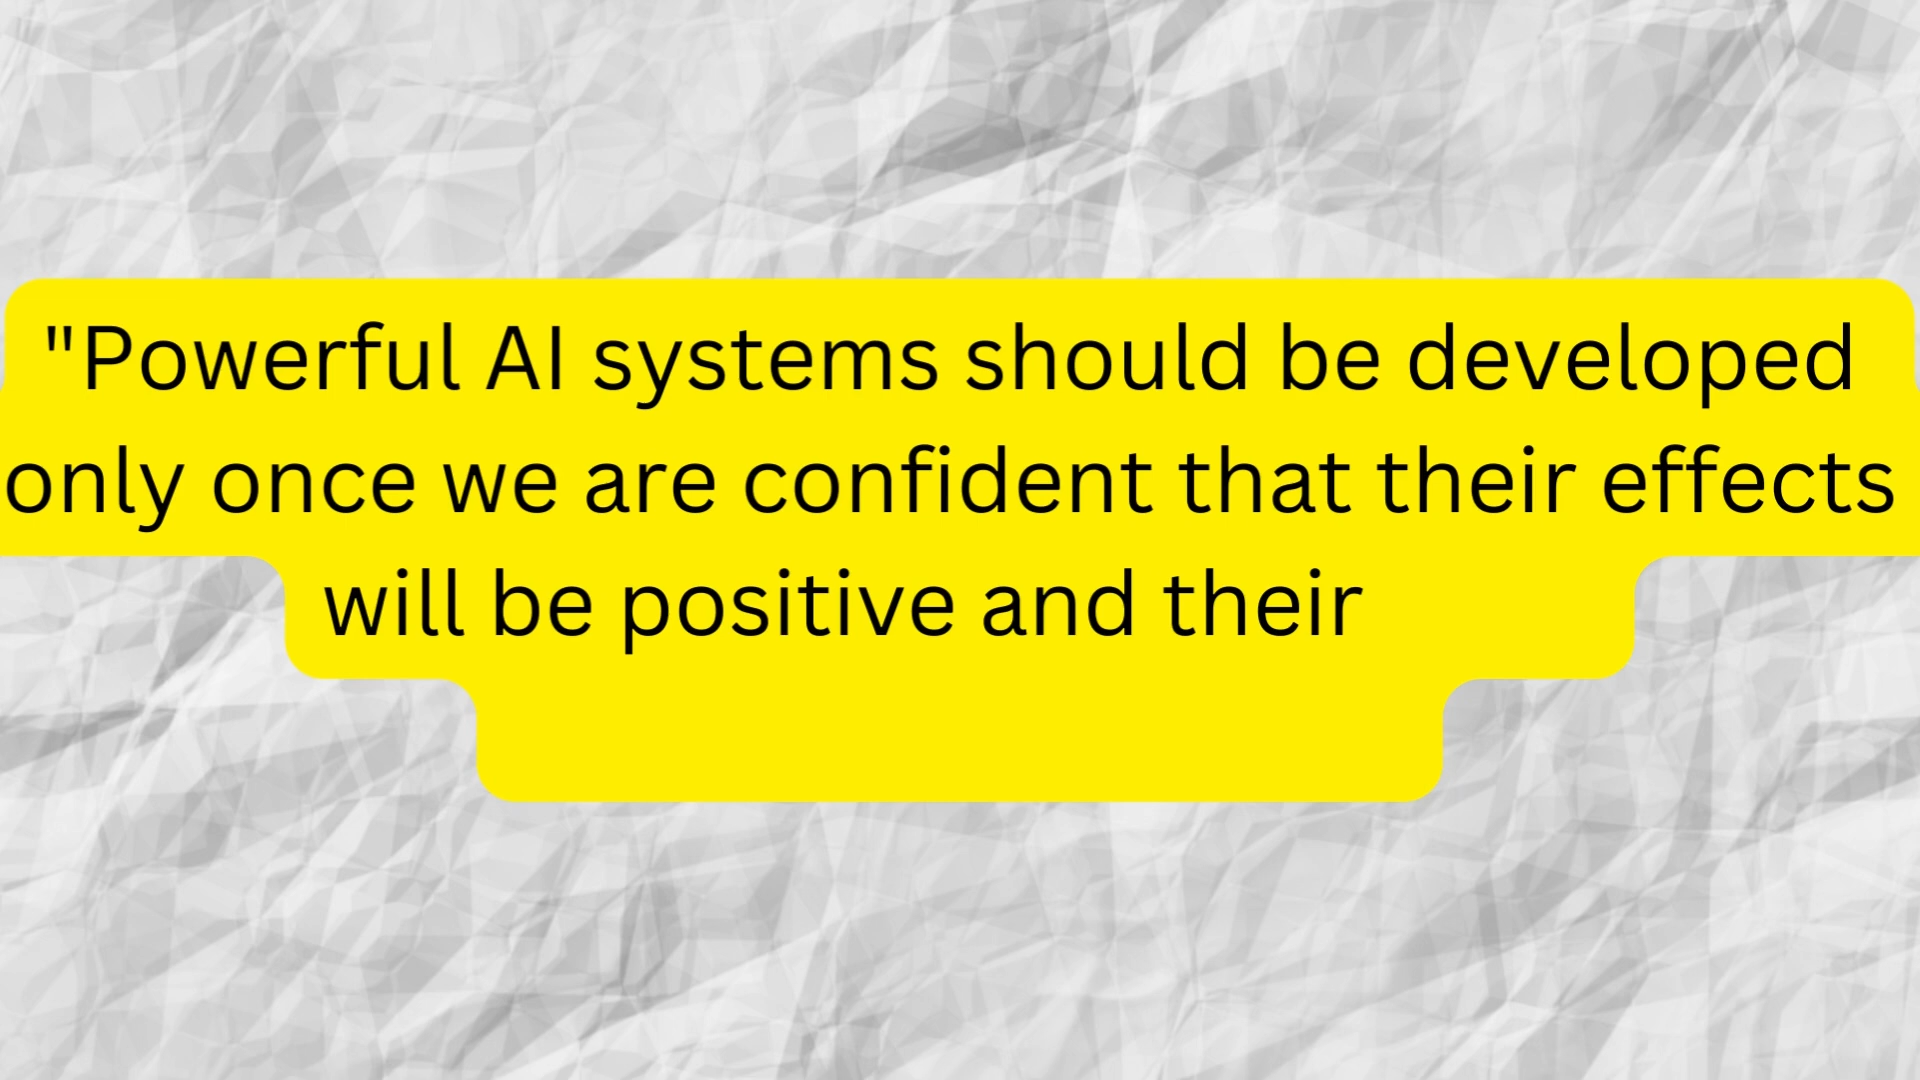 "Powerful AI systems should be developed
only once we are confident that their effects
will be positive and their